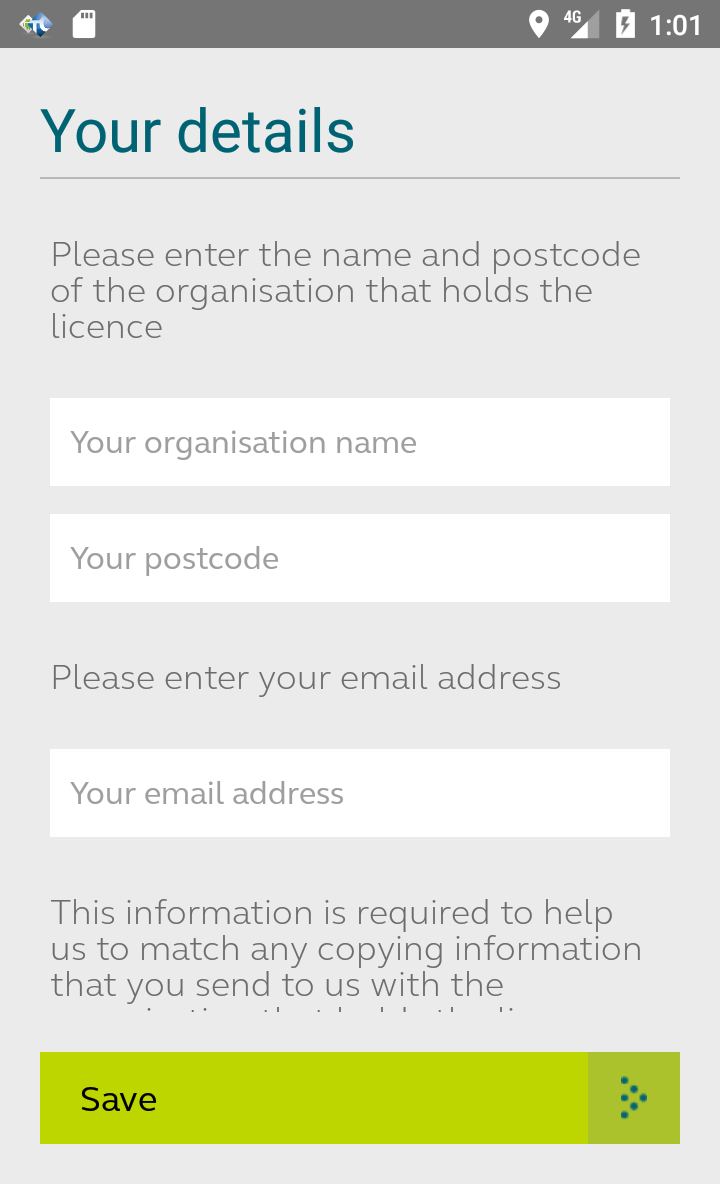 4G
1:01
Your details
Please enter the name and postcode
of the organisation that holds the
licence
Your organisation name
Your postcode
Please enter your email address
Your email address
This information is required to help
us to match any copying information
that you send to us with the
Save